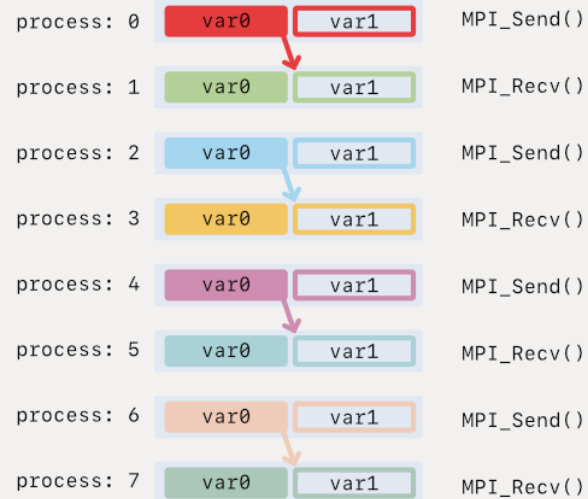 process: 0 var0 var1 MPI_Send()
process: 1 var0 var1 MPI_Recv()
process: 2 var0 var1 MPI_Send()
process: 3 var0 var1 MPI_Recv()
process: 4 var0 var1 MPI_Send()
process: 5 var0 var1 MPI_Recv()
process: 6 var0 var1 MPI_Send()
process: 7 var0 var1 MPI_Recv()